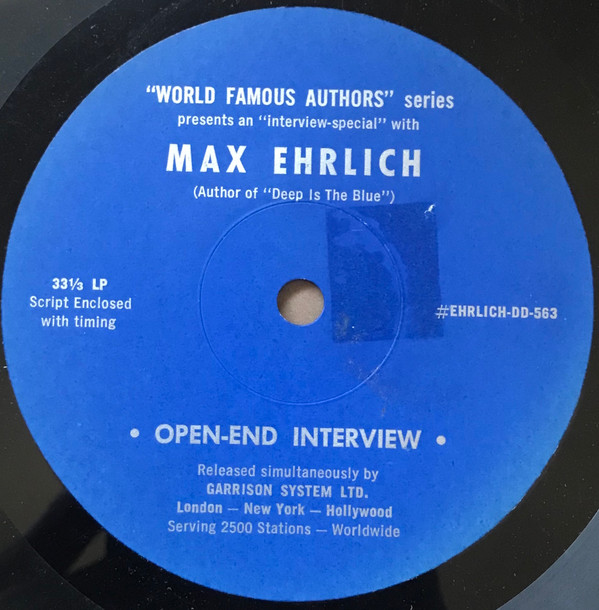 "WORLD FAMOUS AUTHORS" series
presents an "interview-special" with
MAX EHRLICH
(Author of "Deep Is The Blue")
33⅓ LP
Script Enclosed
with timing
#EHRLICH-DD-563
• OPEN-END INTERVIEW •
Released simultaneously by
GARRISON SYSTEM LTD.
London — New York — Hollywood
Serving 2500 Stations — Worldwide